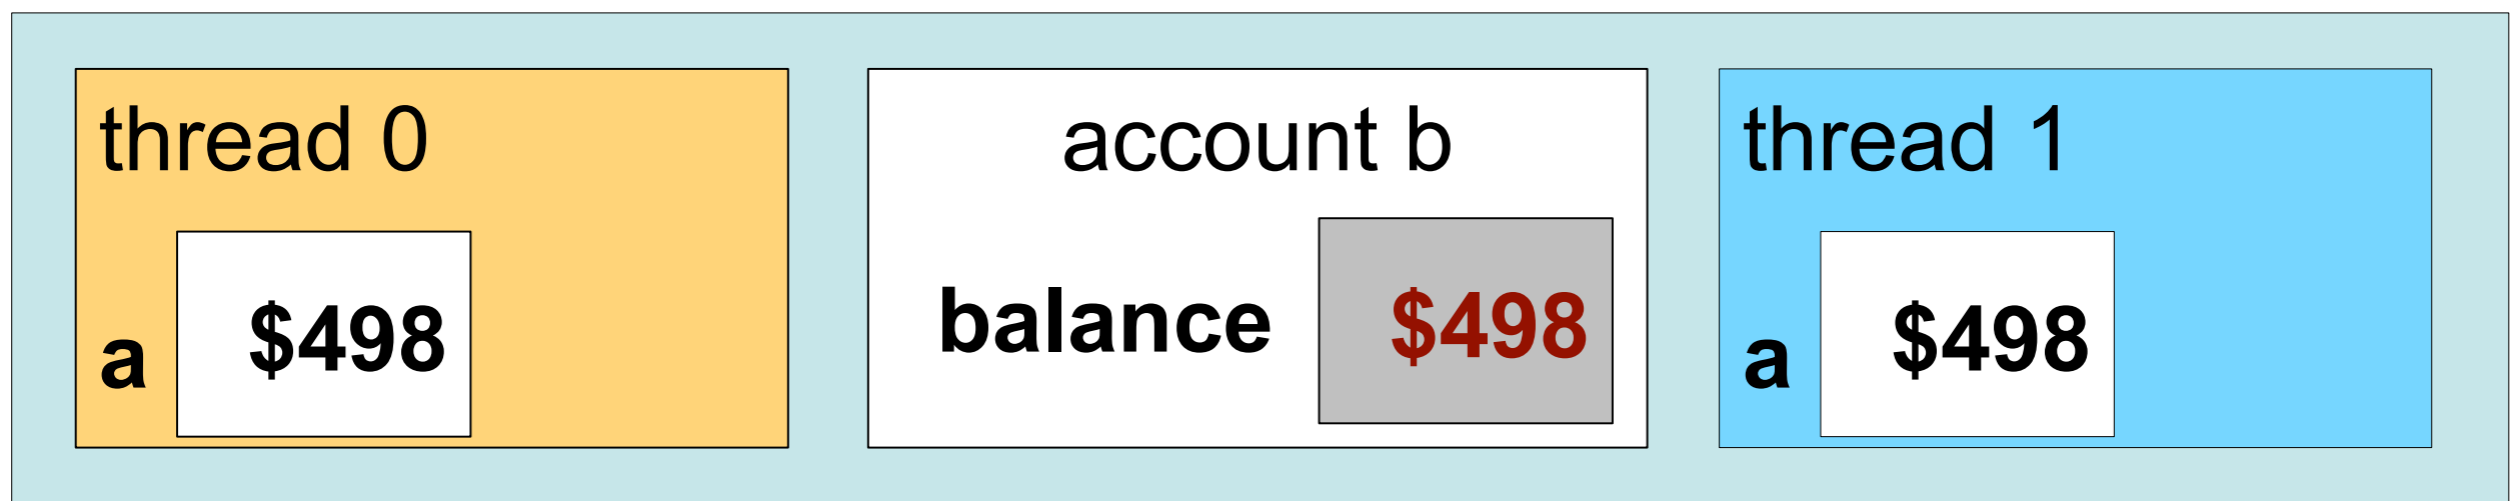 thread 0
a $498
account b
balance $498
thread 1
a $498